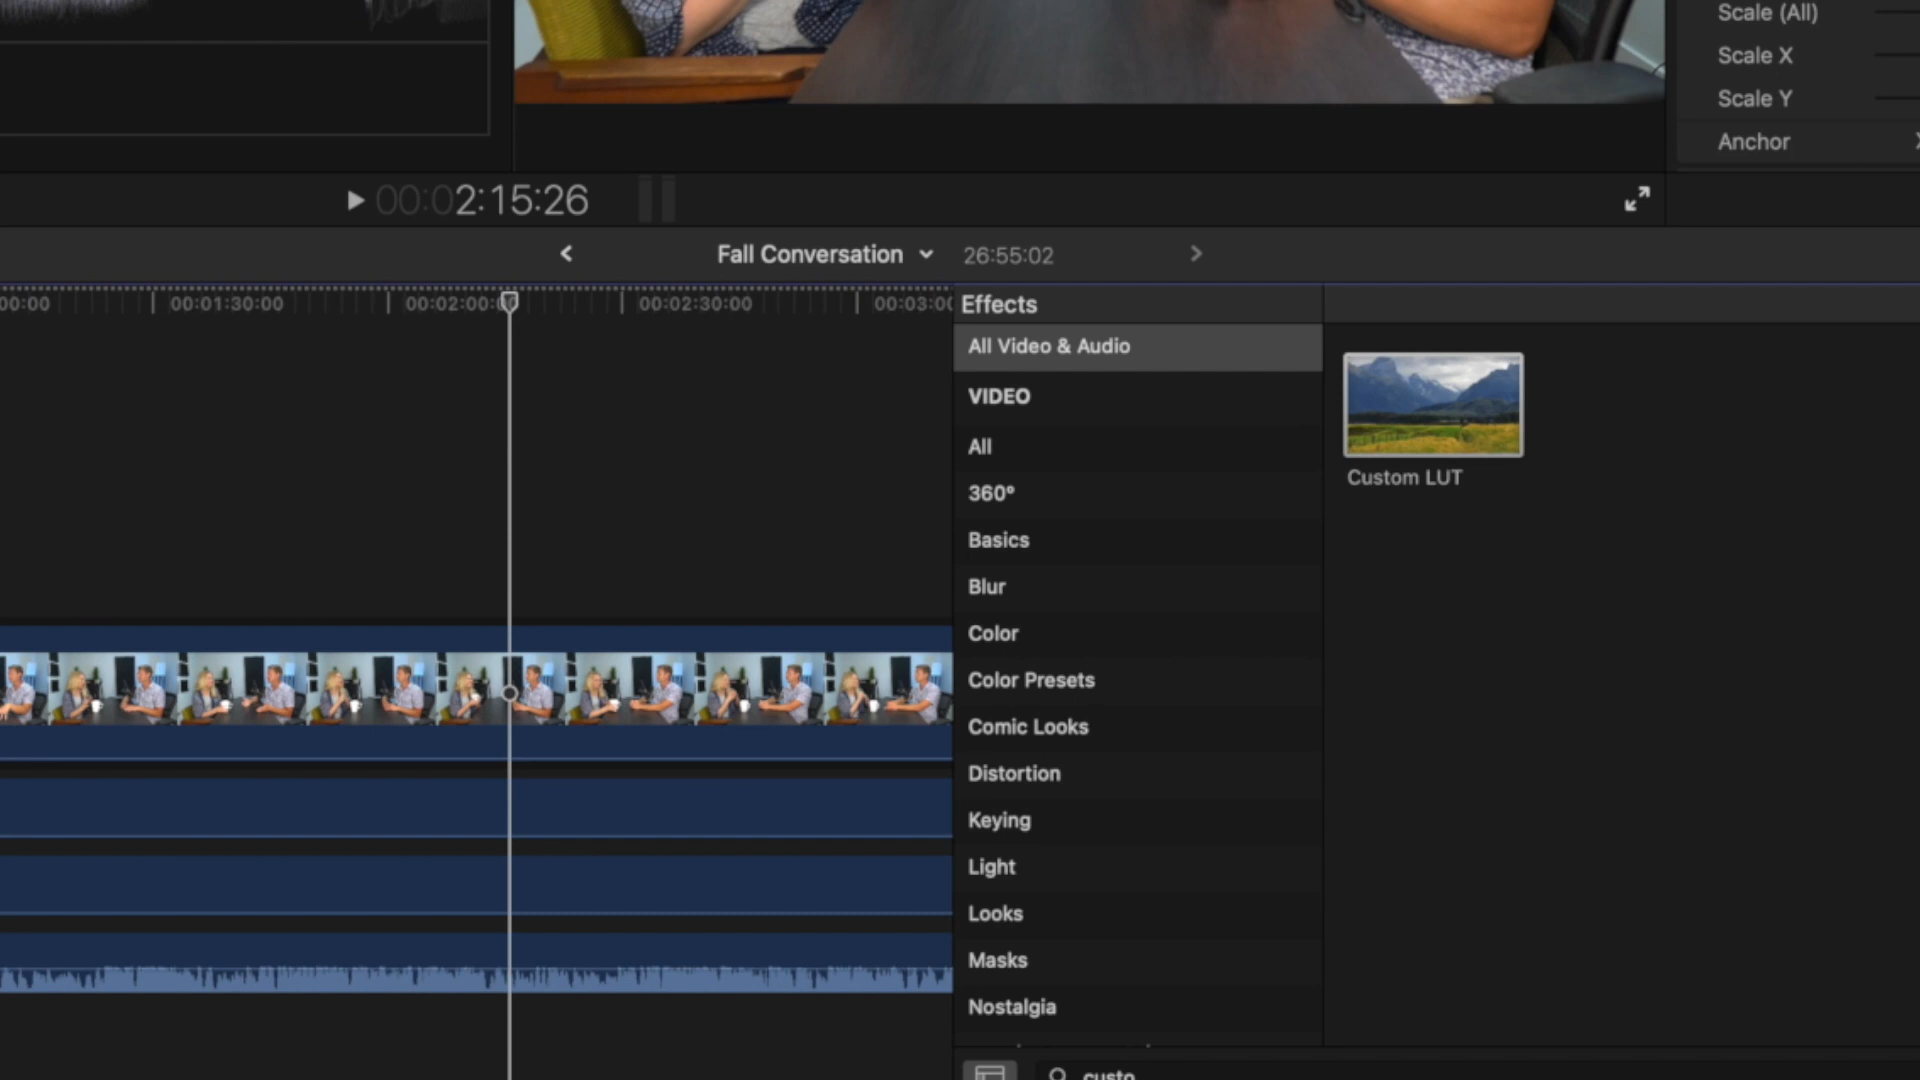 Scale (All)
Scale X
Scale Y
Anchor
00:02:15:26
Fall Conversation
26:55:02
00:00
00:01:30:00
00:02:00:00
00:02:30:00
00:03:00
Effects
All Video & Audio
VIDEO
All
360°
Basics
Blur
Color
Color Presets
Comic Looks
Distortion
Keying
Light
Looks
Masks
Nostalgia
Custom LUT
custo